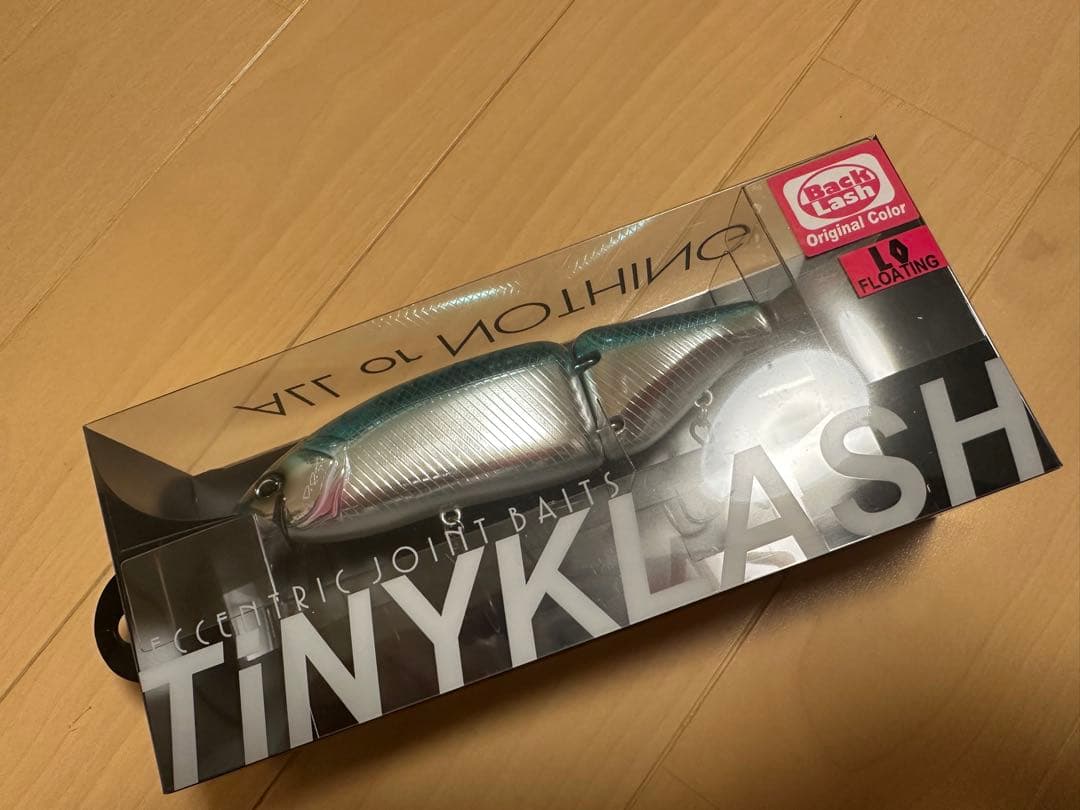 Back
Lash
Original Color
LO
FLOATING
ALL or NOTHING
ECCENTRIC JOINT BAITS
TiNYKLASH